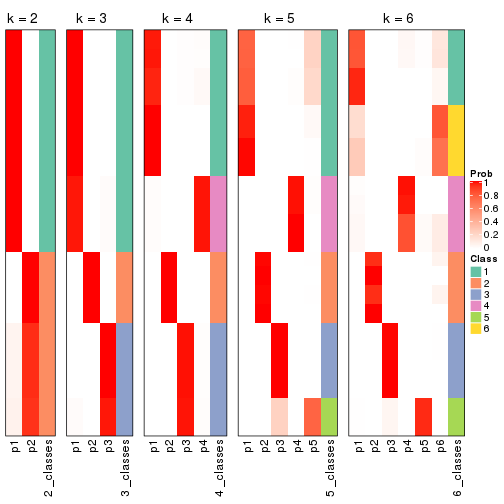 k = 2
k = 3
k = 4
k = 5
k = 6
Prob
1
0.8
0.6
0.4
0.2
0
Class
1
2
3
4
5
6
p1
p2
2_classes
p1
p2
p3
3_classes
p1
p2
p3
p4
4_classes
p1
p2
p3
p4
p5
5_classes
p1
p2
p3
p4
p5
p6
6_classes